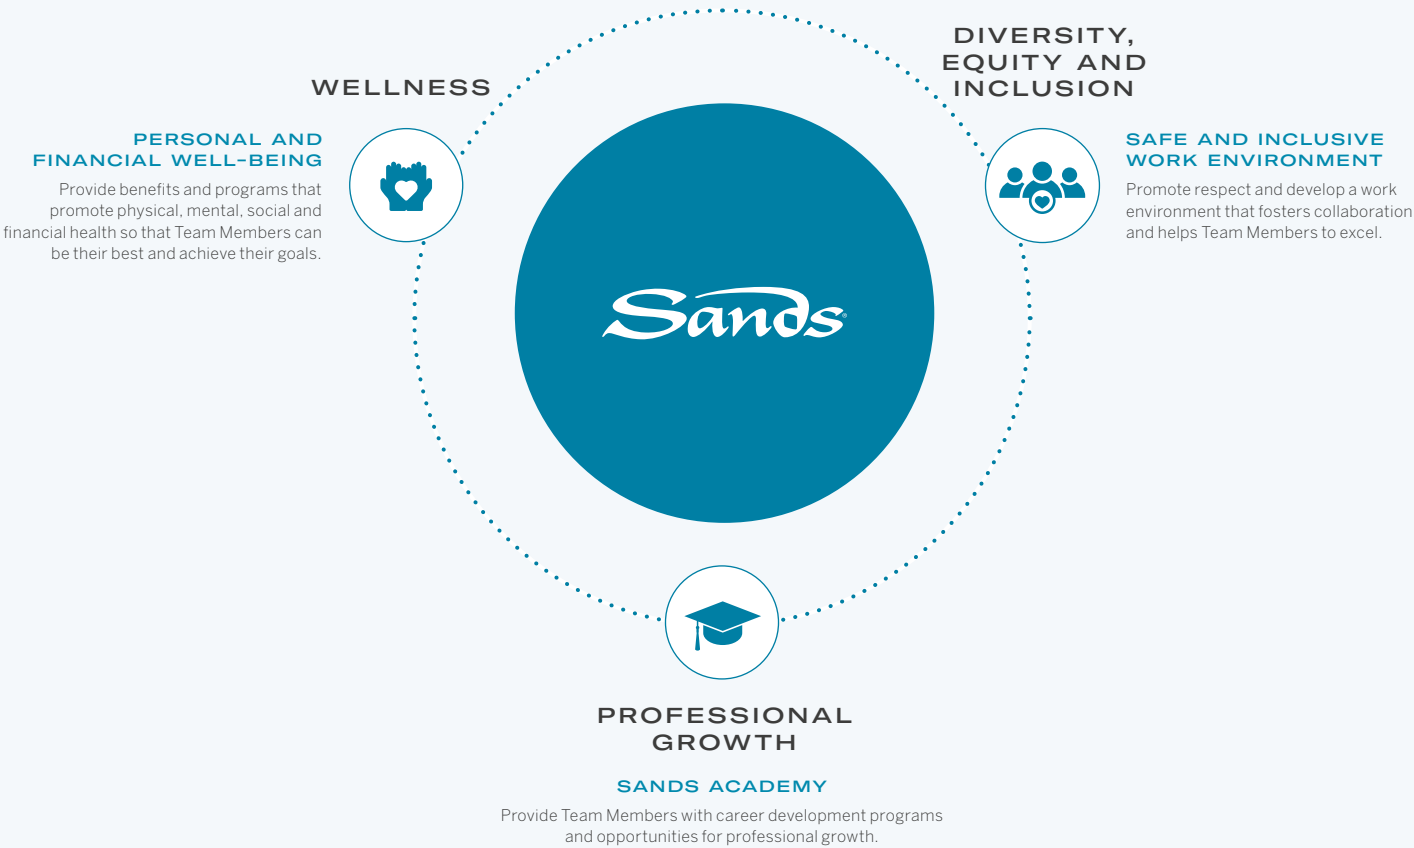 WELLNESS
PERSONAL AND
FINANCIAL WELL-BEING
Provide benefits and programs that
promote physical, mental, social and
financial health so that Team Members can
be their best and achieve their goals.
DIVERSITY,
EQUITY AND
INCLUSION
SAFE AND INCLUSIVE
WORK ENVIRONMENT
Promote respect and develop a work
environment that fosters collaboration
and helps Team Members to excel.
Sands®
PROFESSIONAL
GROWTH
SANDS ACADEMY
Provide Team Members with career development programs
and opportunities for professional growth.